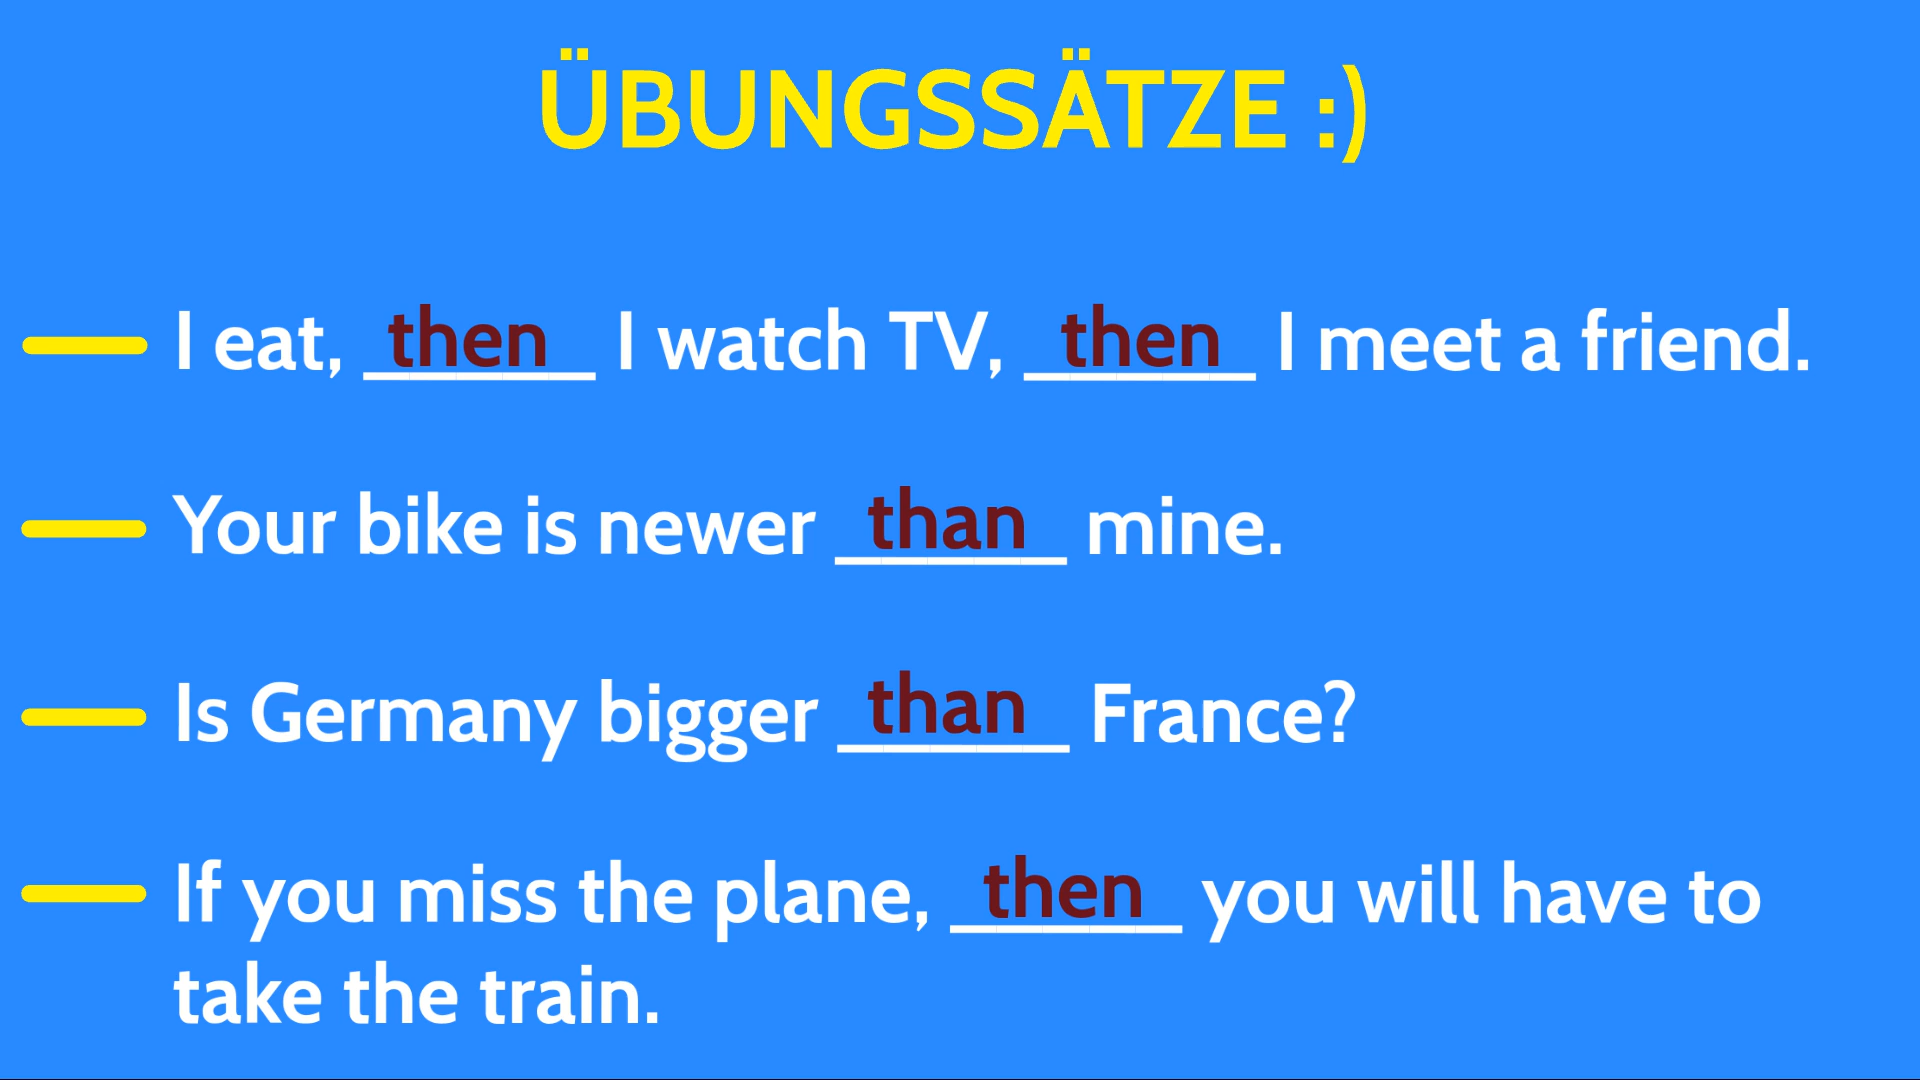 ÜBUNGSSÄTZE :)
I eat, then I watch TV, then I meet a friend.
Your bike is newer than mine.
Is Germany bigger than France?
If you miss the plane, then you will have to
take the train.